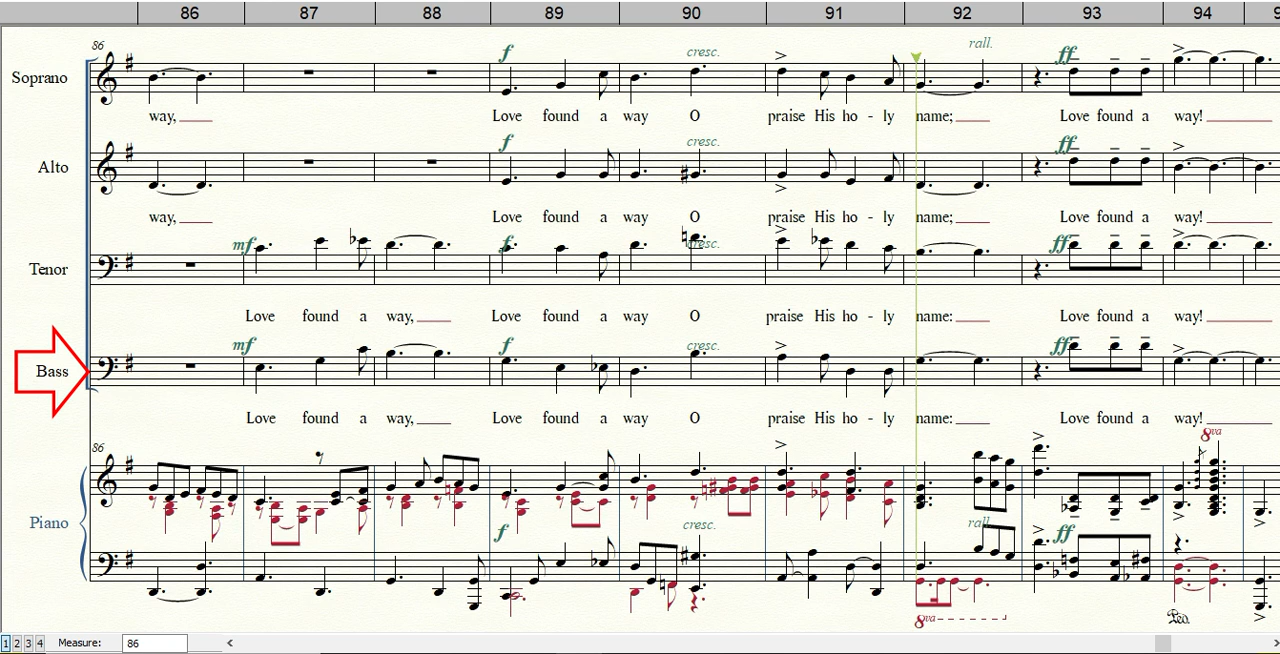 86 87 88 89 90 91 92 93 94 9
86 f cresc. rall. ff
Soprano
way, Love found a way O praise His ho - ly name; Love found a way!
f cresc. ff
Alto
way, Love found a way O praise His ho - ly name; Love found a way!
mf f cresc. ff
Tenor
Love found a way, Love found a way O praise His ho - ly name: Love found a way!
mf f cresc. ff
Bass
Love found a way, Love found a way O praise His ho - ly name: Love found a way!
86 8va
Piano f cresc. rall. ff
8va Ped.
1 2 3 4 Measure: 86